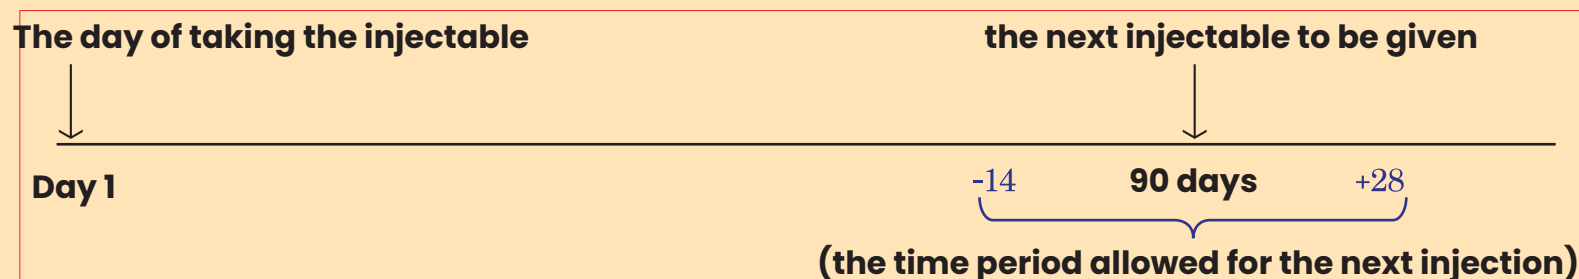 The day of taking the injectable
the next injectable to be given
Day 1
-14
90 days
+28
(the time period allowed for the next injection)